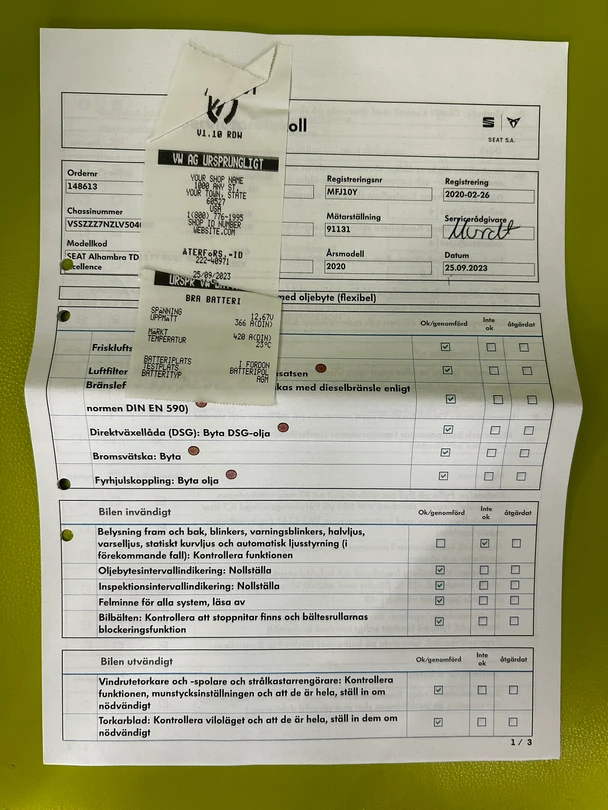 oll
SEAT S.A.
V1.10 RDW
VW AG URSPRUNGLIGT
YOUR SHOP NAME
1000 ANY ST.
YOUR TOWN, STATE
60527
USA
1(800) 776-1995
SHOP ID NUMBER
WEBSITE.COM
ÅTERFÖRS.-ID
222-40971
25/09/2023
BRA BATTERI
SPÄNNING 12.67V
UPPMÄTT 366 A(DIN)
MÄRKT 420 A(DIN)
TEMPERATUR 23°C
BATTERIPLATS I FORDON
TESTPLATS BATTERIPOL
BATTERITYP AGM
Ordernr
148613
Registreringsnr
MFJ10Y
Registrering
2020-02-26
Chassinummer
Mätarställning
91131
Servicerådgivare
Modellkod
SEAT Alhambra TD
Årsmodell
2020
Datum
25.09.2023
med oljebyte (flexibel)
Ok/genomförd Inte ok åtgärdat
Luftfilter
normen DIN EN 590)
Direktväxellåda (DSG): Byta DSG-olja
Bromsvätska: Byta
Fyrhjulskoppling: Byta olja
Bilen invändigt Ok/genomförd Inte ok åtgärdat
Belysning fram och bak, blinkers, varningsblinkers, halvljus,
varselljus, statiskt kurvljus och automatisk ljusstyrning (i
förekommande fall): Kontrollera funktionen
Oljebytesintervallindikering: Nollställa
Inspektionsintervallindikering: Nollställa
Felminne för alla system, läsa av
Bilbälten: Kontrollera att stoppnitar finns och bältesrullarnas
blockeringsfunktion
Bilen utvändigt Ok/genomförd Inte ok åtgärdat
Vindrutetorkare och -spolare och strålkastarrengörare: Kontrollera
funktionen, munstycksinställningen och att de är hela, ställ in om
nödvändigt
Torkarblad: Kontrollera viloläget och att de är hela, ställ in dem om
nödvändigt
1 / 3